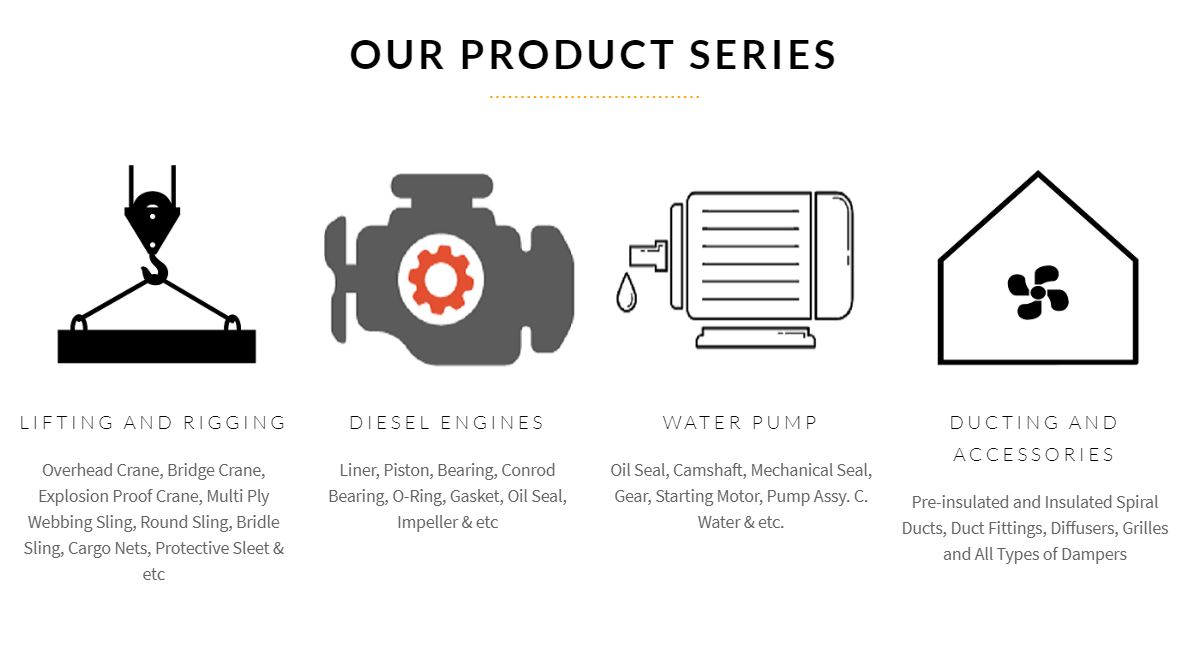 OUR PRODUCT SERIES
LIFTING AND RIGGING
Overhead Crane, Bridge Crane,
Explosion Proof Crane, Multi Ply
Webbing Sling, Round Sling, Bridle
Sling, Cargo Nets, Protective Sleet &
etc
DIESEL ENGINES
Liner, Piston, Bearing, Conrod
Bearing, O-Ring, Gasket, Oil Seal,
Impeller & etc
WATER PUMP
Oil Seal, Camshaft, Mechanical Seal,
Gear, Starting Motor, Pump Assy. C.
Water & etc.
DUCTING AND
ACCESSORIES
Pre-insulated and Insulated Spiral
Ducts, Duct Fittings, Diffusers, Grilles
and All Types of Dampers